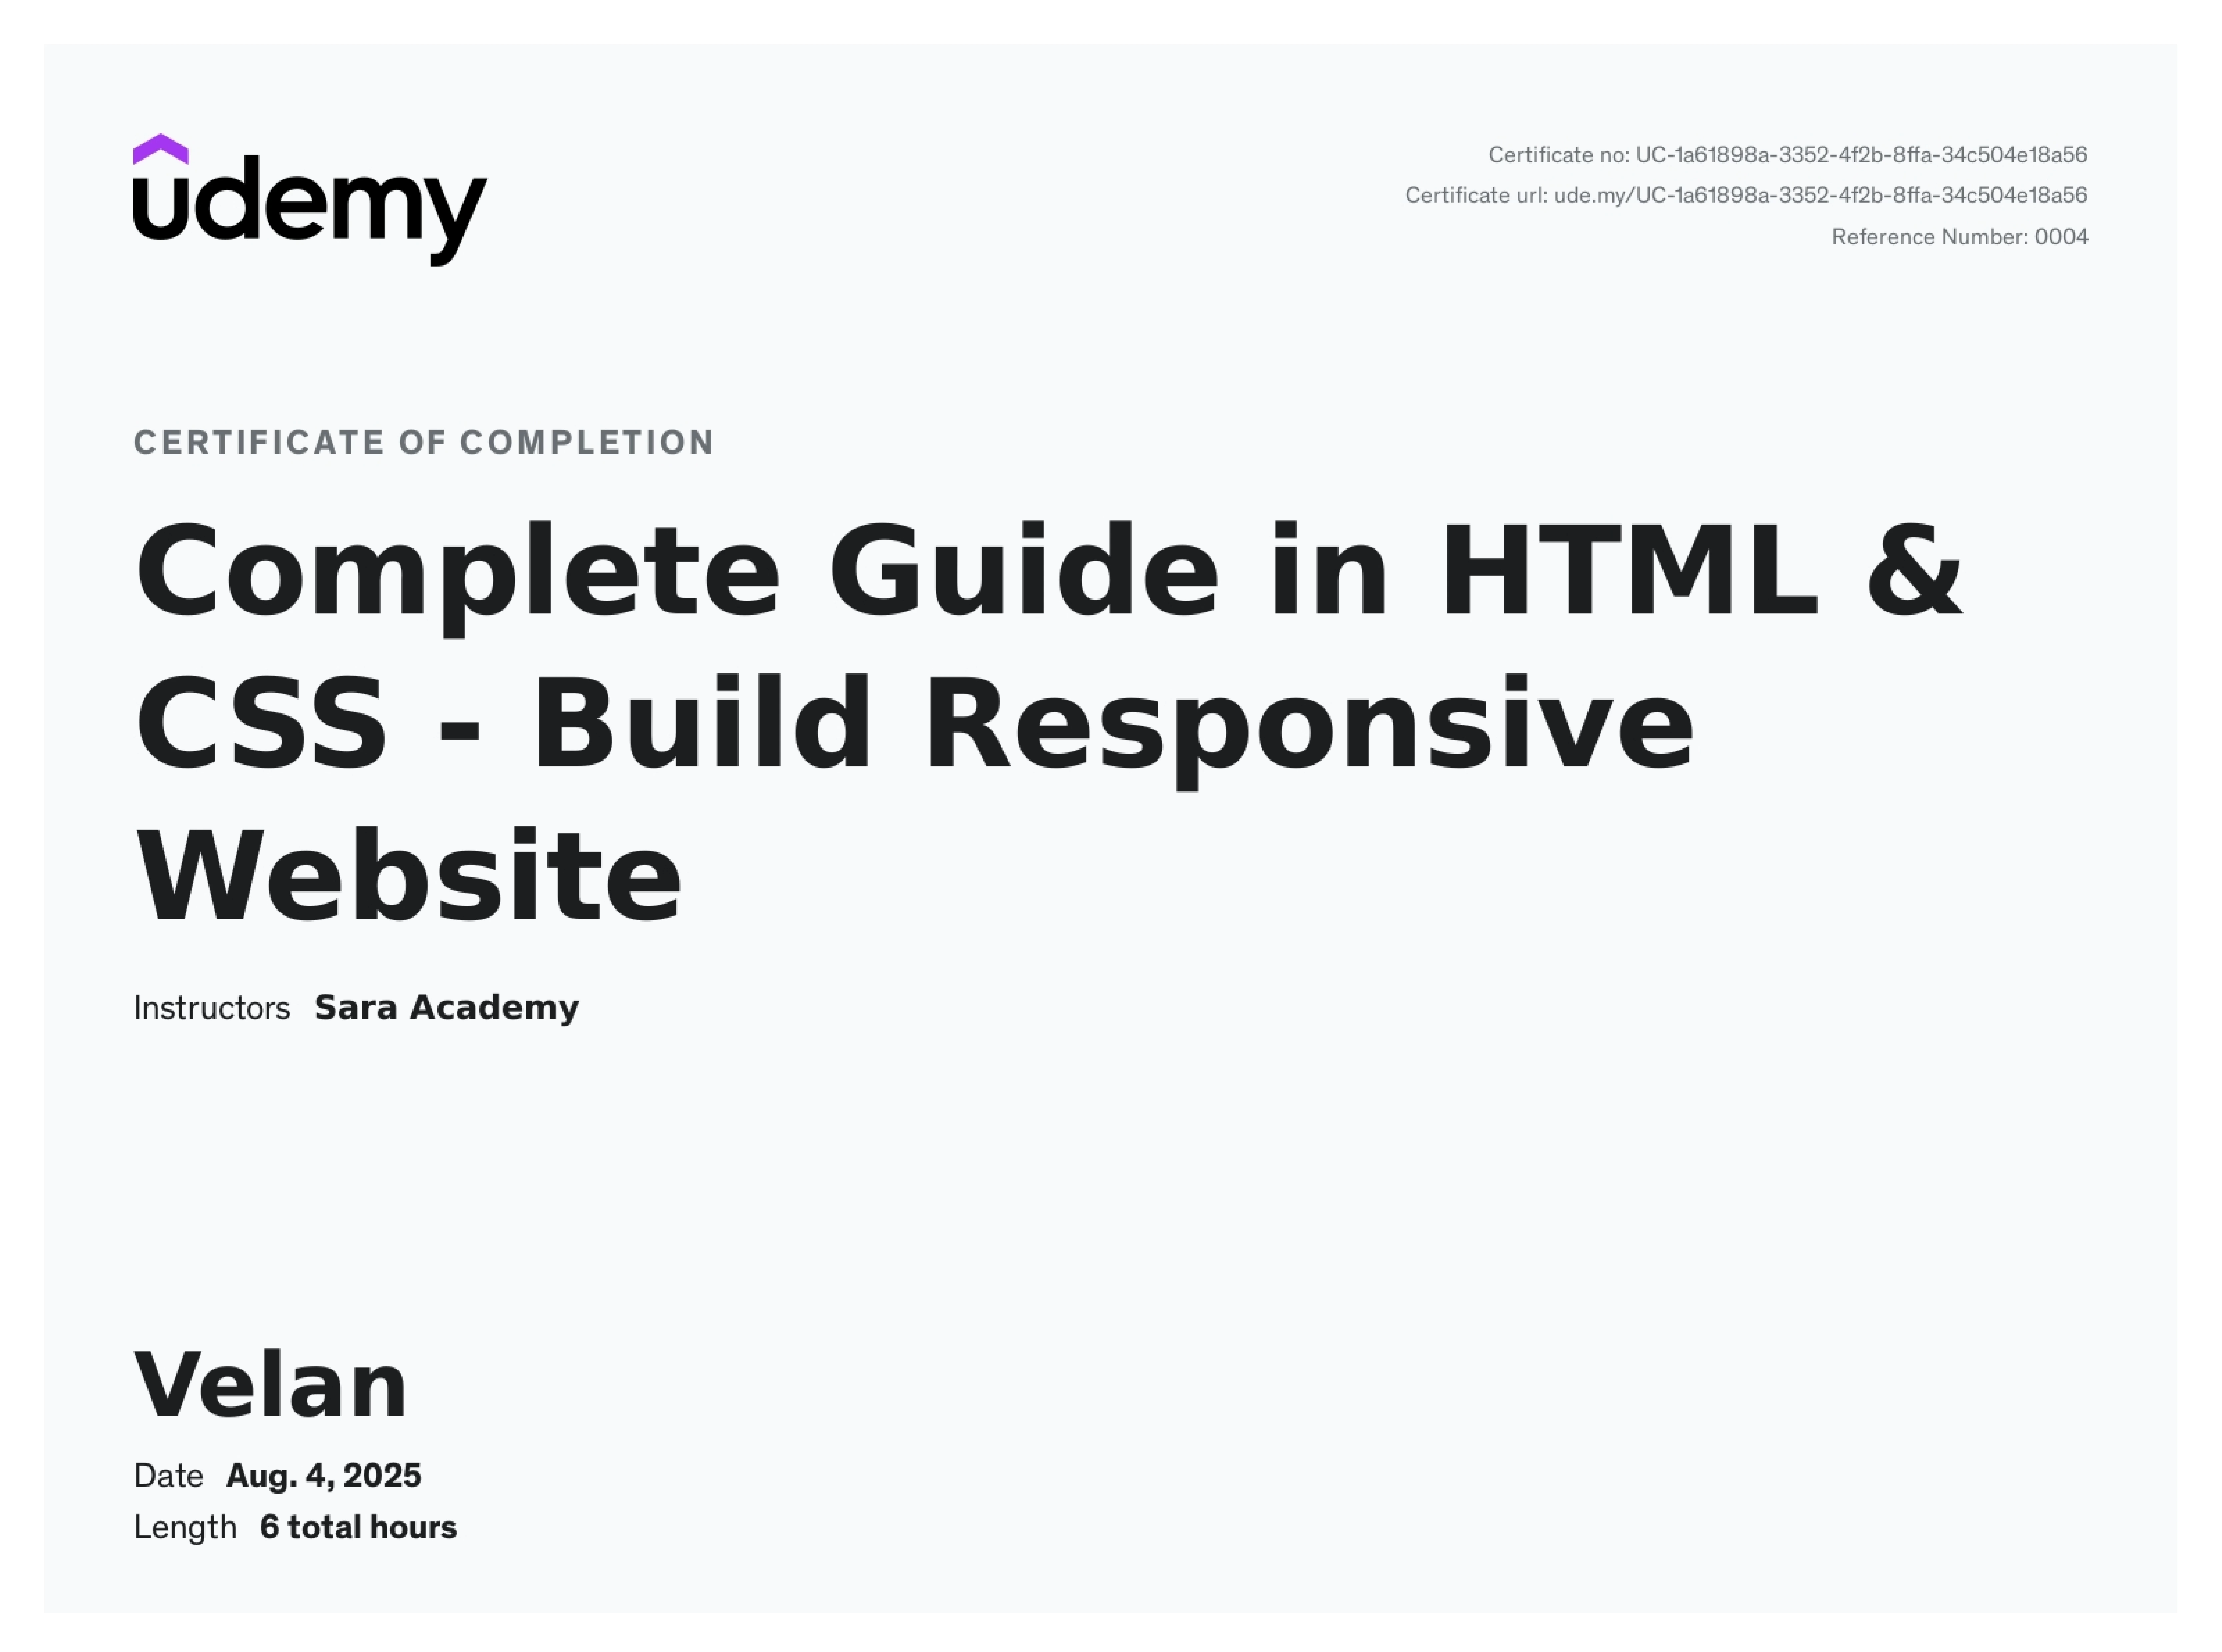 udemy
Certificate no: UC-1a61898a-3352-4f2b-8ffa-34c504e18a56
Certificate url: ude.my/UC-1a61898a-3352-4f2b-8ffa-34c504e18a56
Reference Number: 0004
CERTIFICATE OF COMPLETION
Complete Guide in HTML &
CSS - Build Responsive
Website
Instructors Sara Academy
Velan
Date Aug. 4, 2025
Length 6 total hours